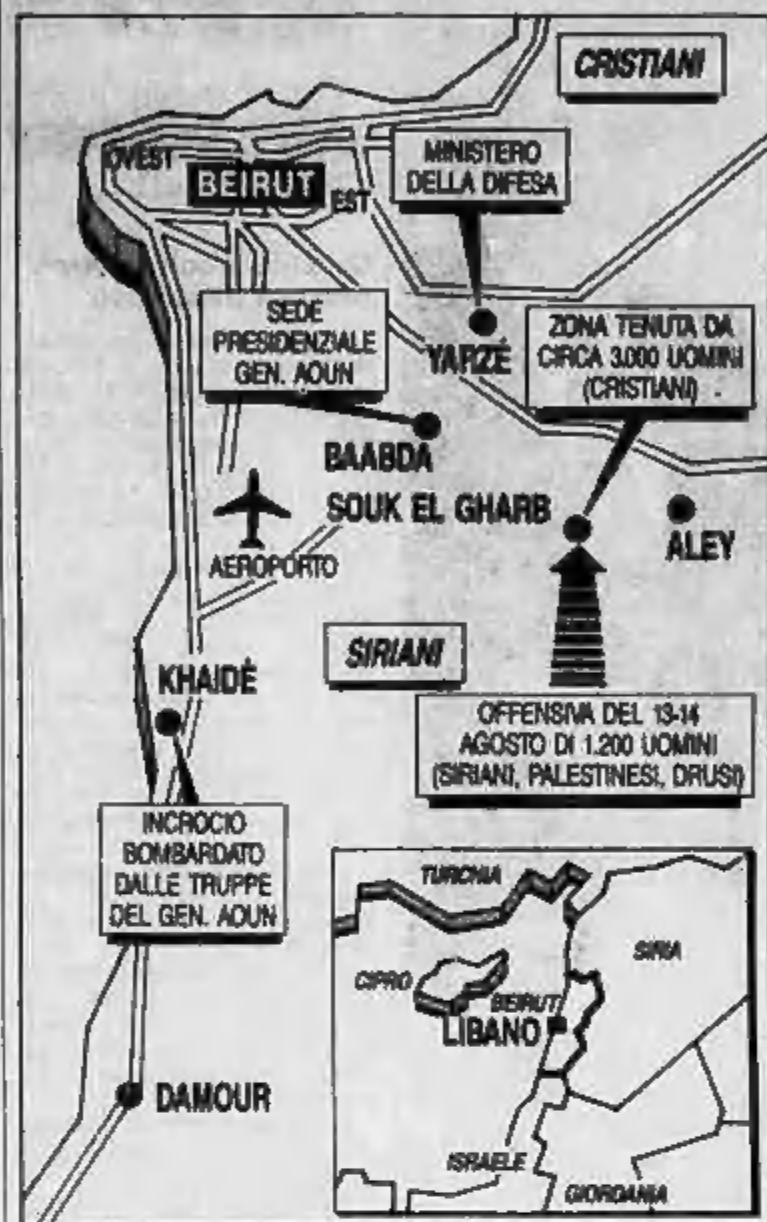 CRISTIANI
OVEST
BEIRUT
EST
MINISTERO
DELLA DIFESA
SEDE
PRESIDENZIALE
GEN. AOUN
YARZÉ
ZONA TENUTA DA
CIRCA 3.000 UOMINI
(CRISTIANI)
BAABDA
SOUK EL GHARB
ALEY
AEROPORTO
SIRIANI
KHAIDÉ
OFFENSIVA DEL 13-14
AGOSTO DI 1.200 UOMINI
(SIRIANI, PALESTINESI, DRUSI)
INCROCIO
BOMBARDATO
DALLE TRUPPE
DEL GEN. AOUN
DAMOUR
TURCHIA
SIRIA
CIPRO
BEIRUT
LIBANO
ISRAELE
GIORDANIA